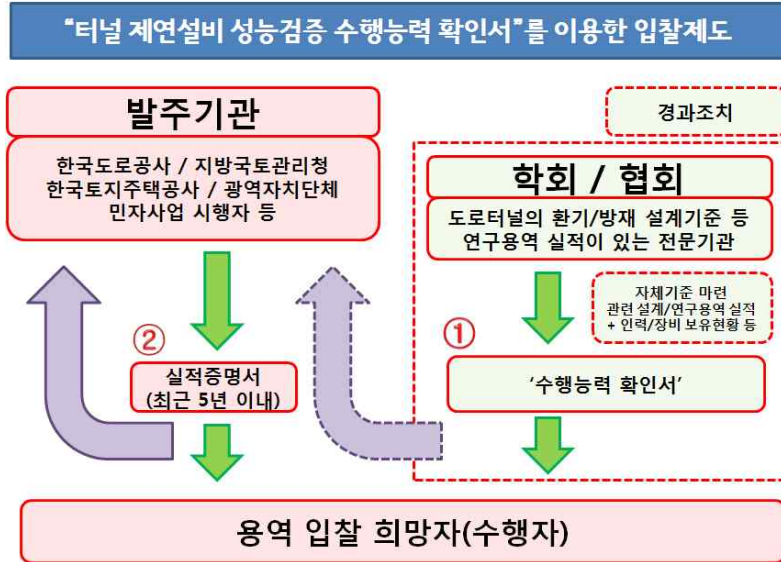 “터널 제연설비 성능검증 수행능력 확인서”를 이용한 입찰제도
발주기관
한국도로공사 / 지방국토관리청
한국토지주택공사 / 광역자치단체
민자사업 시행자 등
②
실적증명서
(최근 5년 이내)
경과조치
학회 / 협회
도로터널의 환기/방재 설계기준 등
연구용역 실적이 있는 전문기관
자체기준 마련
관련 설계/연구용역 실적
+ 인력/장비 보유현황 등
①
‘수행능력 확인서’
용역 입찰 희망자(수행자)